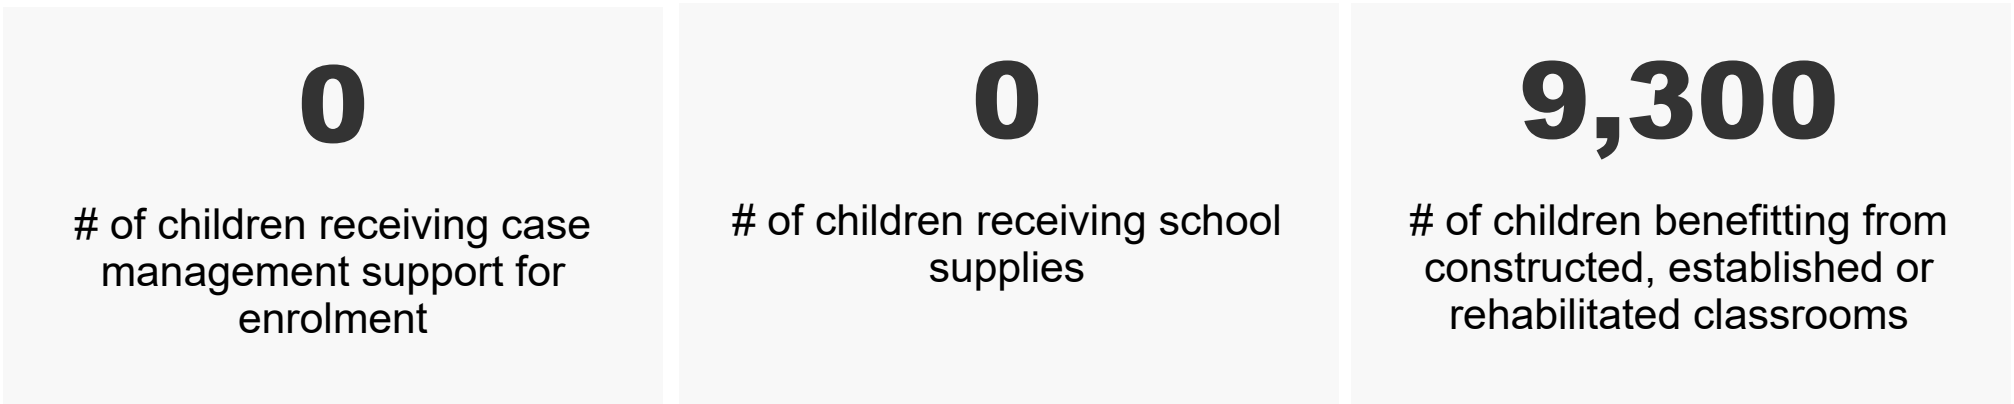 0
# of children receiving case
management support for
enrolment
0
# of children receiving school
supplies
9,300
# of children benefitting from
constructed, established or
rehabilitated classrooms